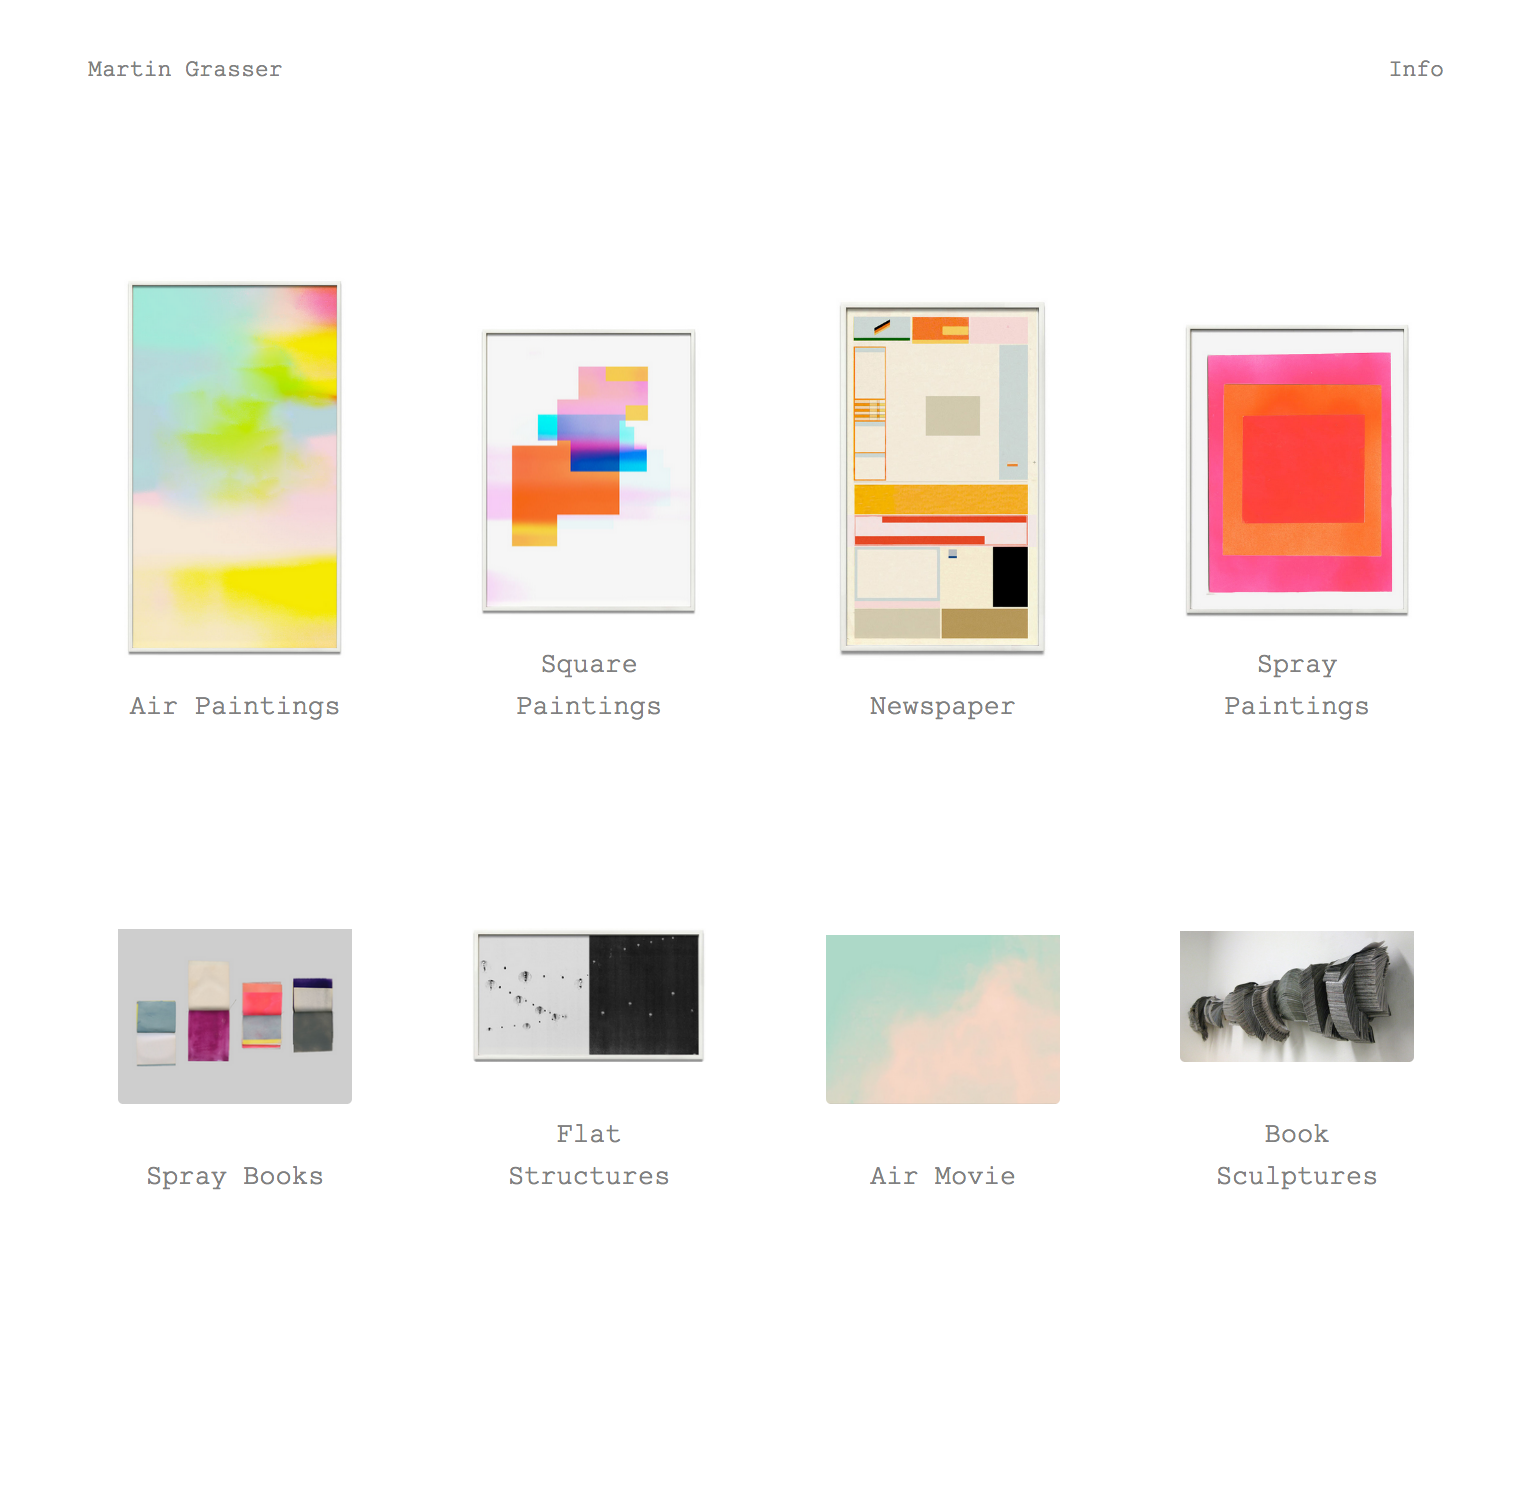 Martin Grasser
Info
Air Paintings
Square
Paintings
Newspaper
Spray
Paintings
Spray Books
Flat
Structures
Air Movie
Book
Sculptures